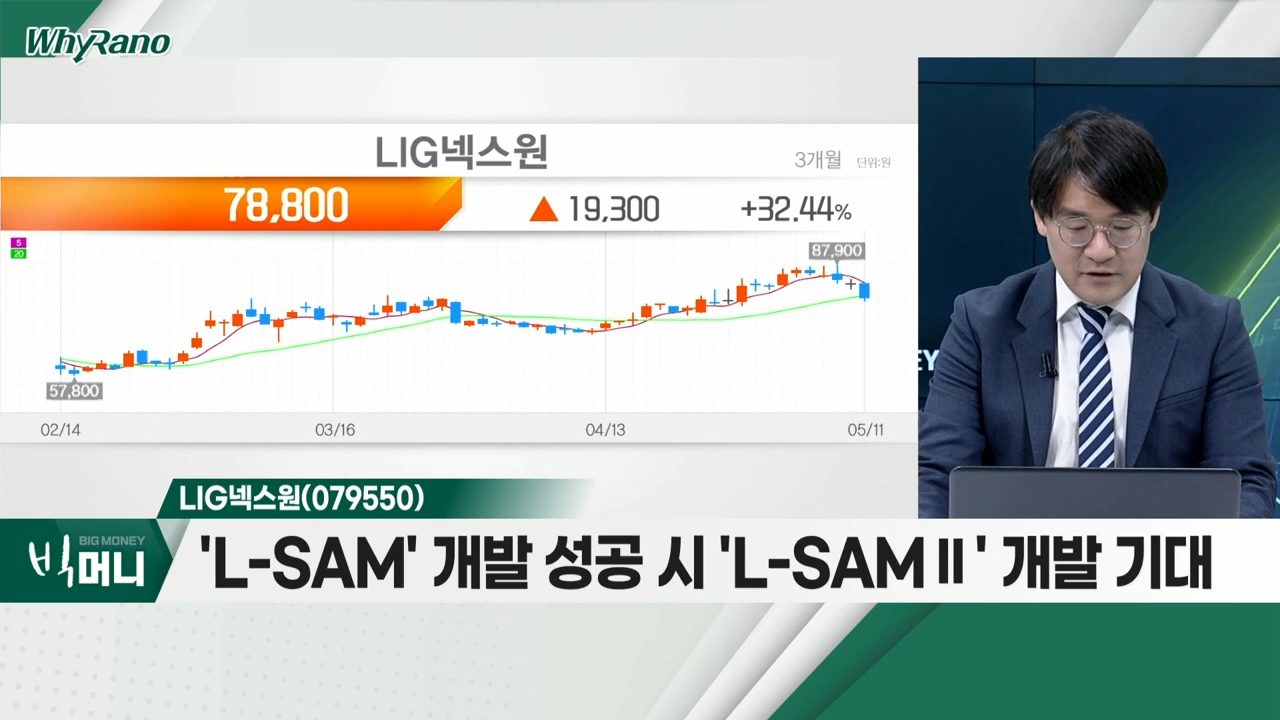 WhyRano
LIG넥스원
3개월 단위:원
78,800 ▲ 19,300 +32.44%
5
20
87,900
57,800
02/14 03/16 04/13 05/11
EY
LIG넥스원(079550)
BIG MONEY
빅머니
'L-SAM' 개발 성공 시 'L-SAMⅡ' 개발 기대